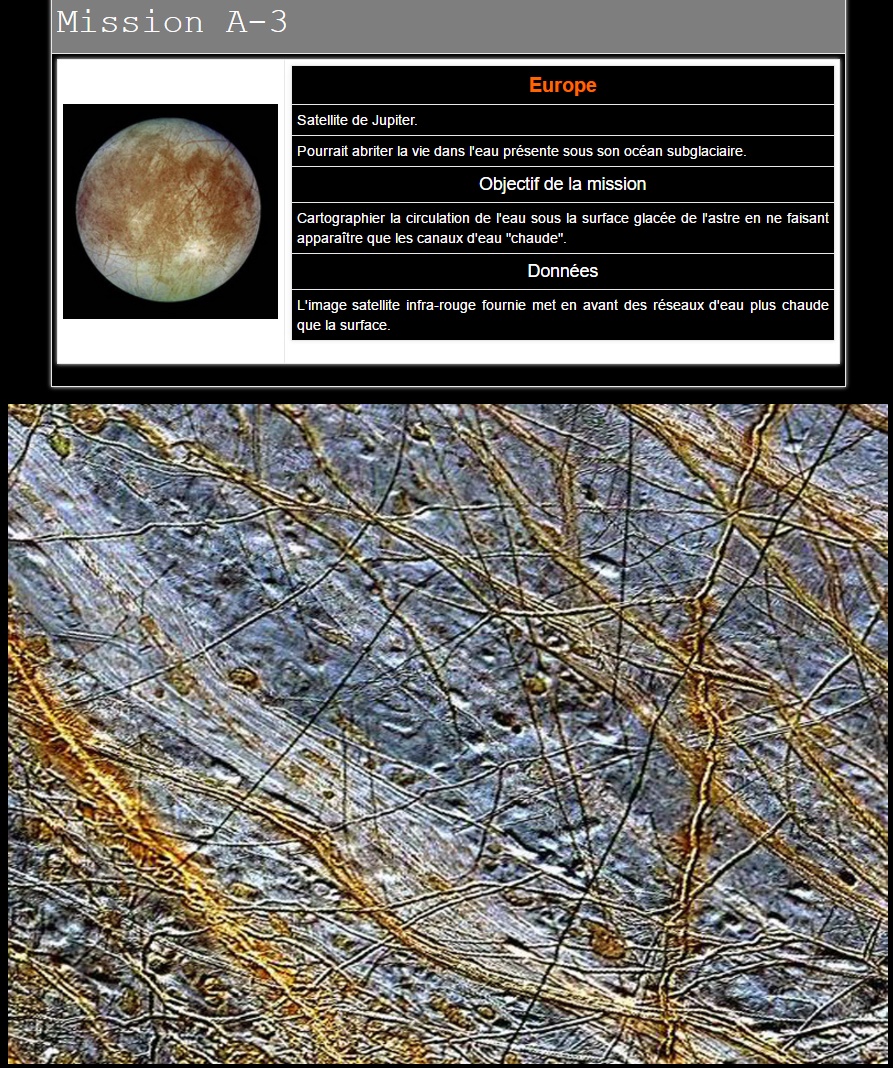 Mission A-3
Europe
Satellite de Jupiter.
Pourrait abriter la vie dans l'eau présente sous son océan subglaciaire.
Objectif de la mission
Cartographier la circulation de l'eau sous la surface glacée de l'astre en ne faisant
apparaître que les canaux d'eau "chaude".
Données
L'image satellite infra-rouge fournie met en avant des réseaux d'eau plus chaude
que la surface.